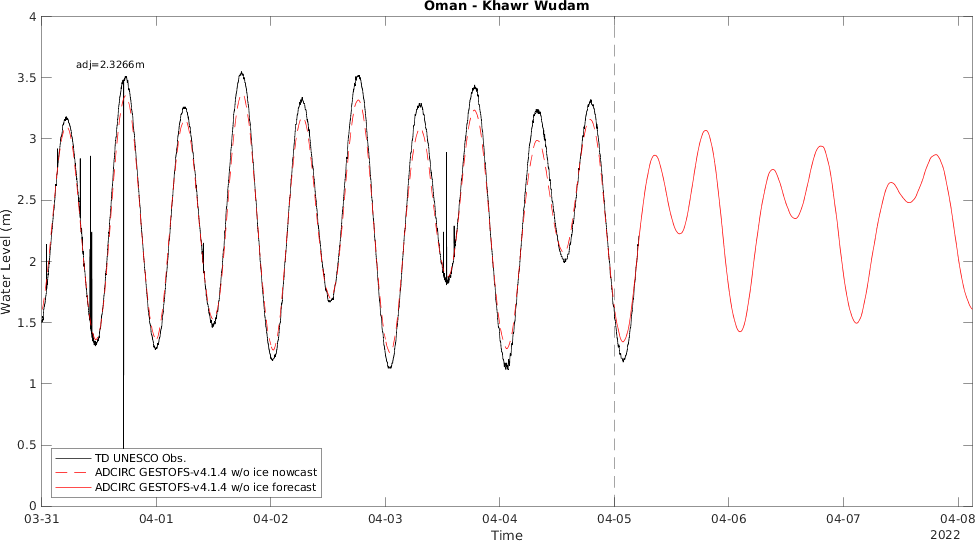 Oman - Khawr Wudam
4
adj=2.3266m
3.5
3
2.5
2
1.5
1
0.5
0
Water Level (m)
TD UNESCO Obs.
ADCIRC GESTOFS-v4.1.4 w/o ice nowcast
ADCIRC GESTOFS-v4.1.4 w/o ice forecast
03-31 04-01 04-02 04-03 04-04 04-05 04-06 04-07 04-08
Time
2022